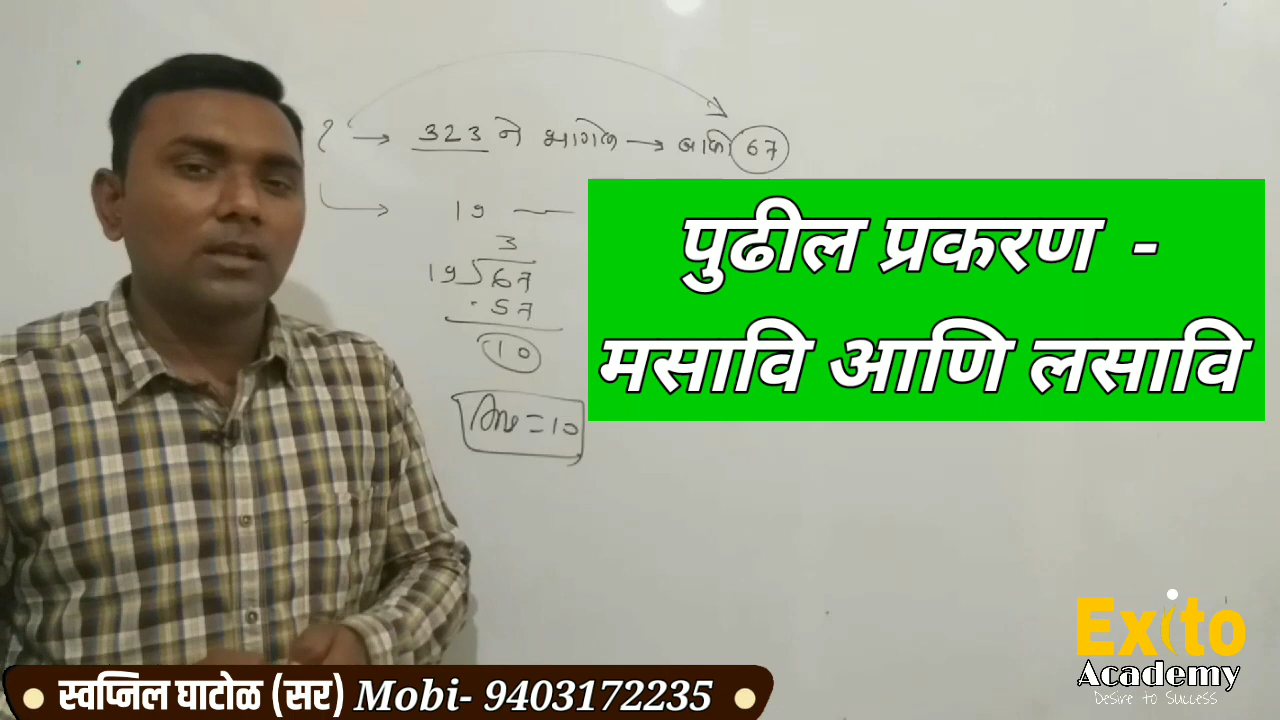 ? → 323 ने भागले → बाकी 67
19
3
19 67
57
10
Ans = 10
पुढील प्रकरण -
मसावि आणि लसावि
Exito
Academy
Desire to Success
स्वप्निल घाटोळ (सर) Mobi- 9403172235